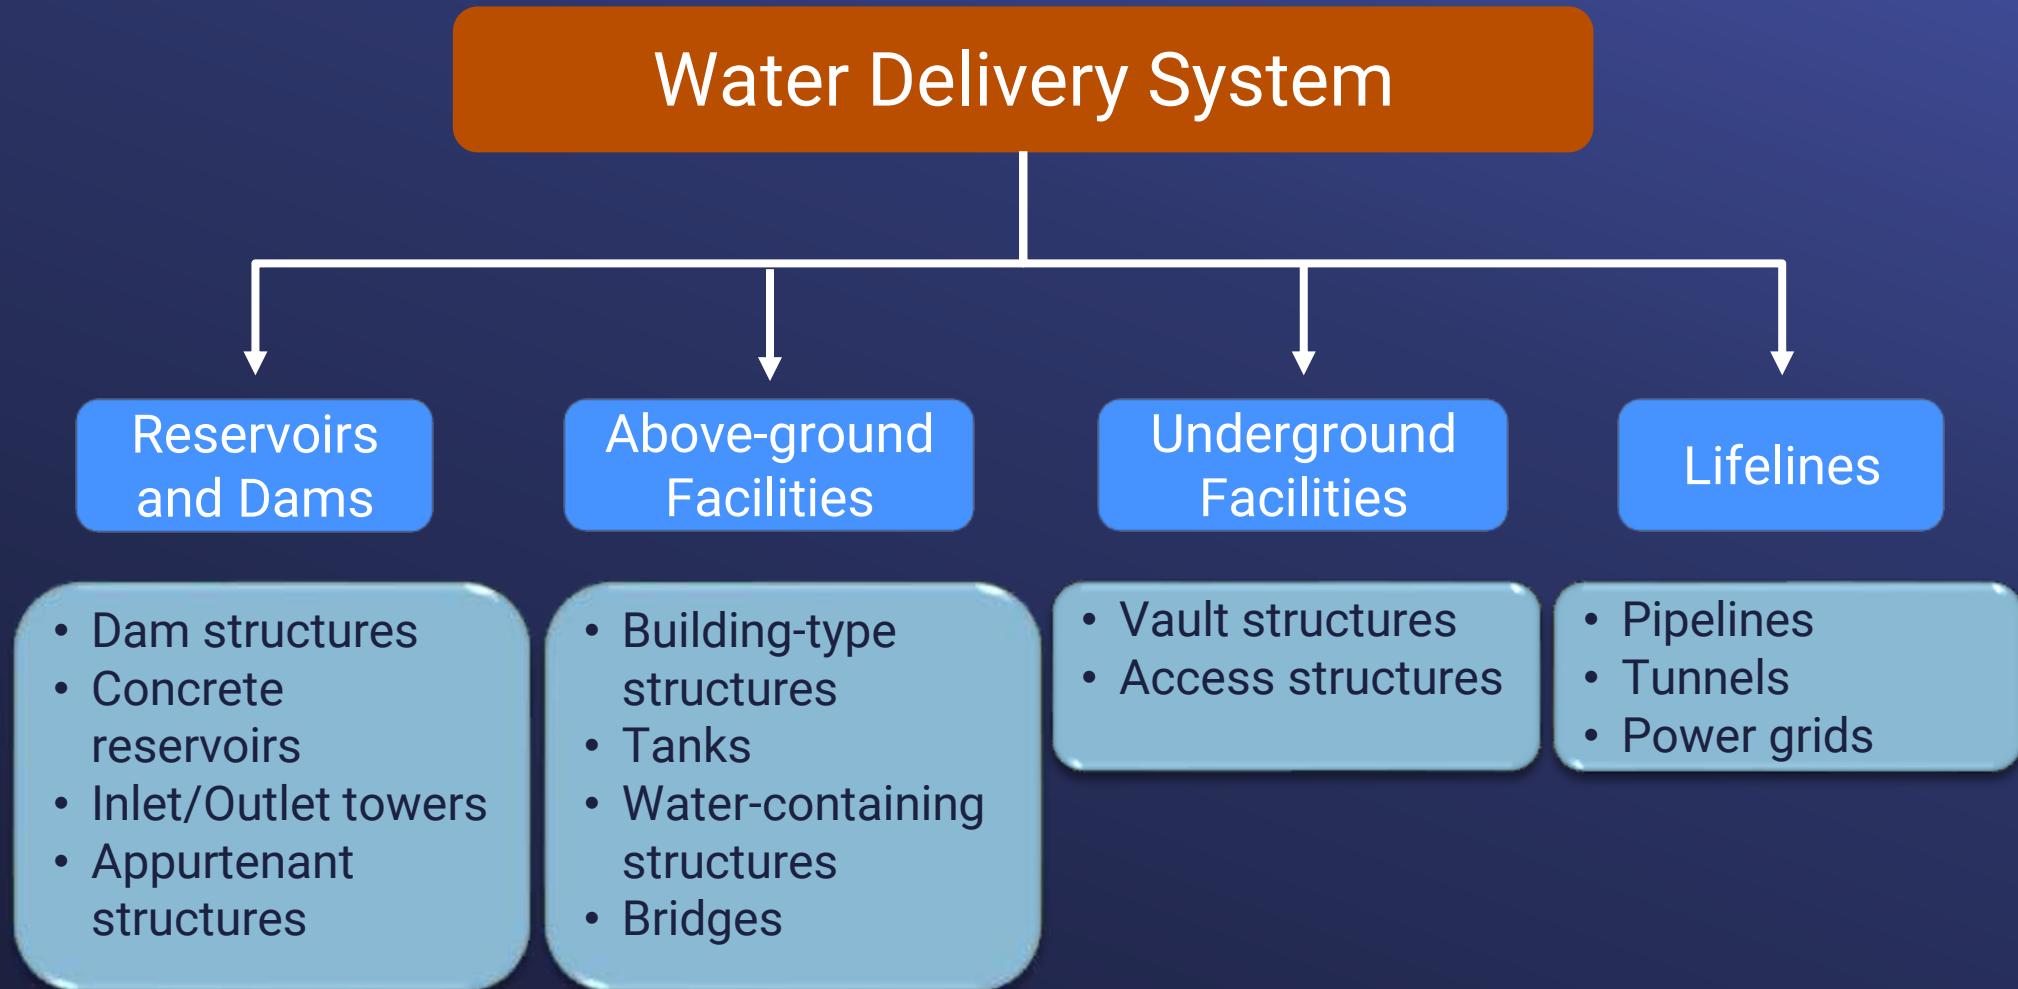 Water Delivery System
Reservoirs
and Dams
Above-ground
Facilities
Underground
Facilities
Lifelines
• Dam structures
• Concrete
reservoirs
• Inlet/Outlet towers
• Appurtenant
structures
• Building-type
structures
• Tanks
• Water-containing
structures
• Bridges
• Vault structures
• Access structures
• Pipelines
• Tunnels
• Power grids